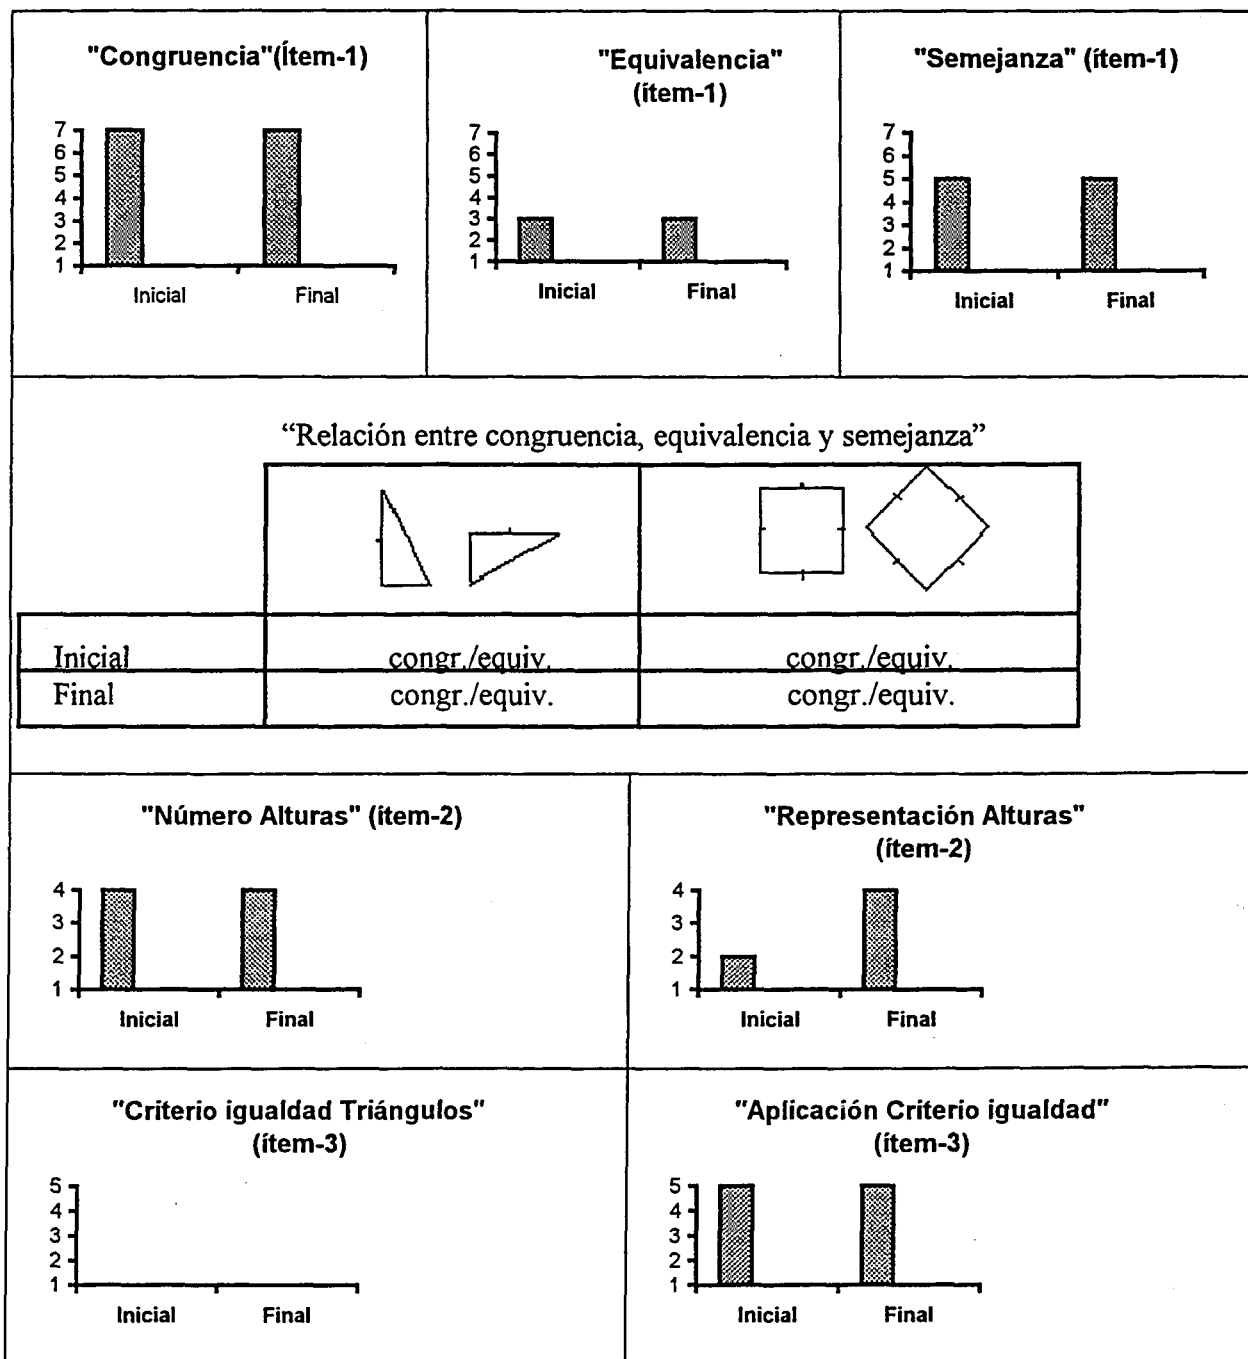 "Congruencia"(Ítem-1)
7
6
5
4
3
2
1
Inicial Final
"Equivalencia"
(ítem-1)
7
6
5
4
3
2
1
Inicial Final
"Semejanza" (ítem-1)
7
6
5
4
3
2
1
Inicial Final
“Relación entre congruencia, equivalencia y semejanza”
Inicial congr./equiv. congr./equiv.
Final congr./equiv. congr./equiv.
"Número Alturas" (ítem-2)
4
3
2
1
Inicial Final
"Representación Alturas"
(ítem-2)
4
3
2
1
Inicial Final
"Criterio igualdad Triángulos"
(ítem-3)
5
4
3
2
1
Inicial Final
"Aplicación Criterio igualdad"
(ítem-3)
5
4
3
2
1
Inicial Final